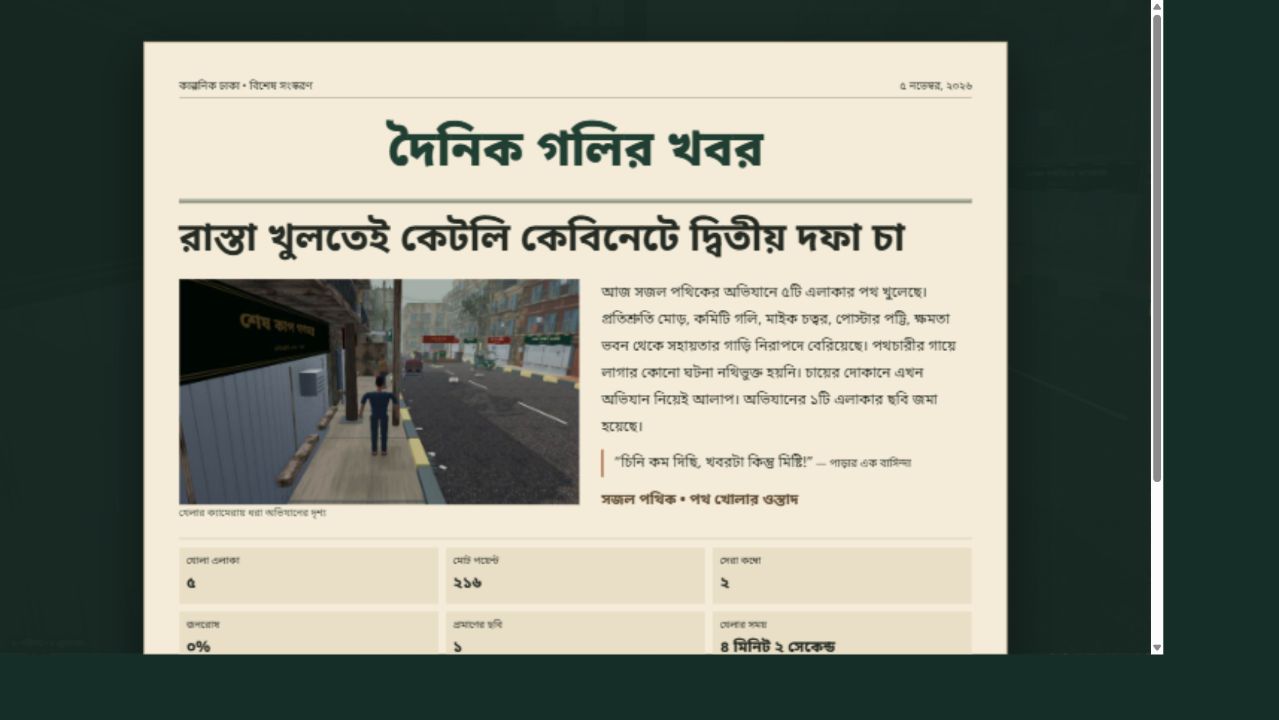 কাল্পনিক ঢাকা • বিশেষ সংস্করণ
৫ নভেম্বর, ২০২৬
দৈনিক গলির খবর
রাস্তা খুলতেই কেটলি কেবিনেটে দ্বিতীয় দফা চা
শেষ কাপ
আজ সজল পথিকের অভিযানে ৫টি এলাকার পথ খুলেছে।
প্রতিশ্রুতি মোড়, কমিটি গলি, মাইক চত্বর, পোস্টার পট্টি, ক্ষমতা
ভবন থেকে সহায়তার গাড়ি নিরাপদে বেরিয়েছে। পথচারীর গায়ে
লাগার কোনো ঘটনা নথিভুক্ত হয়নি। চায়ের দোকানে এখন
অভিযান নিয়েই আলাপ। অভিযানের ১টি এলাকার ছবি জমা
হয়েছে।
“চিনি কম দিছি, খবরটা কিন্তু মিষ্টি!” — পাড়ার এক বাসিন্দা
সজল পথিক • পথ খোলার ওস্তাদ
খেলার ক্যামেরায় ধরা অভিযানের দৃশ্য
খোলা এলাকা
৫
মোট পয়েন্ট
২১৬
সেরা কম্বো
২
জনরোষ
০%
প্রমাণের ছবি
১
খেলার সময়
৪ মিনিট ২ সেকেন্ড